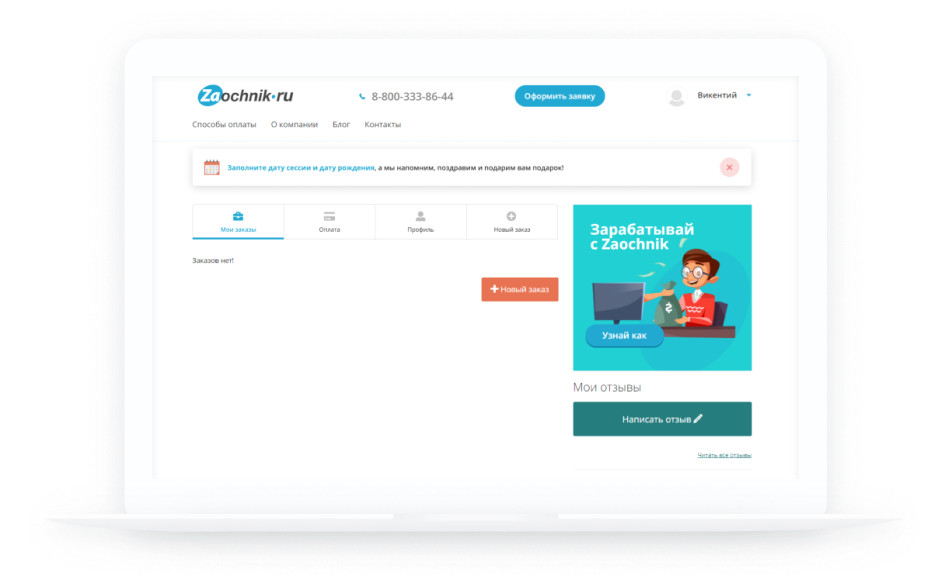 Zaochnik·ru
8-800-333-86-44
Оформить заявку
Викентий
Способы оплаты О компании Блог Контакты
Заполните дату сессии и дату рождения, а мы напомним, поздравим и подарим вам подарок!
Мои заказы Оплата Профиль Новый заказ
Заказов нет!
+ Новый заказ
Зарабатывай
с Zaochnik
Узнай как
Мои отзывы
Написать отзыв
Читать все отзывы